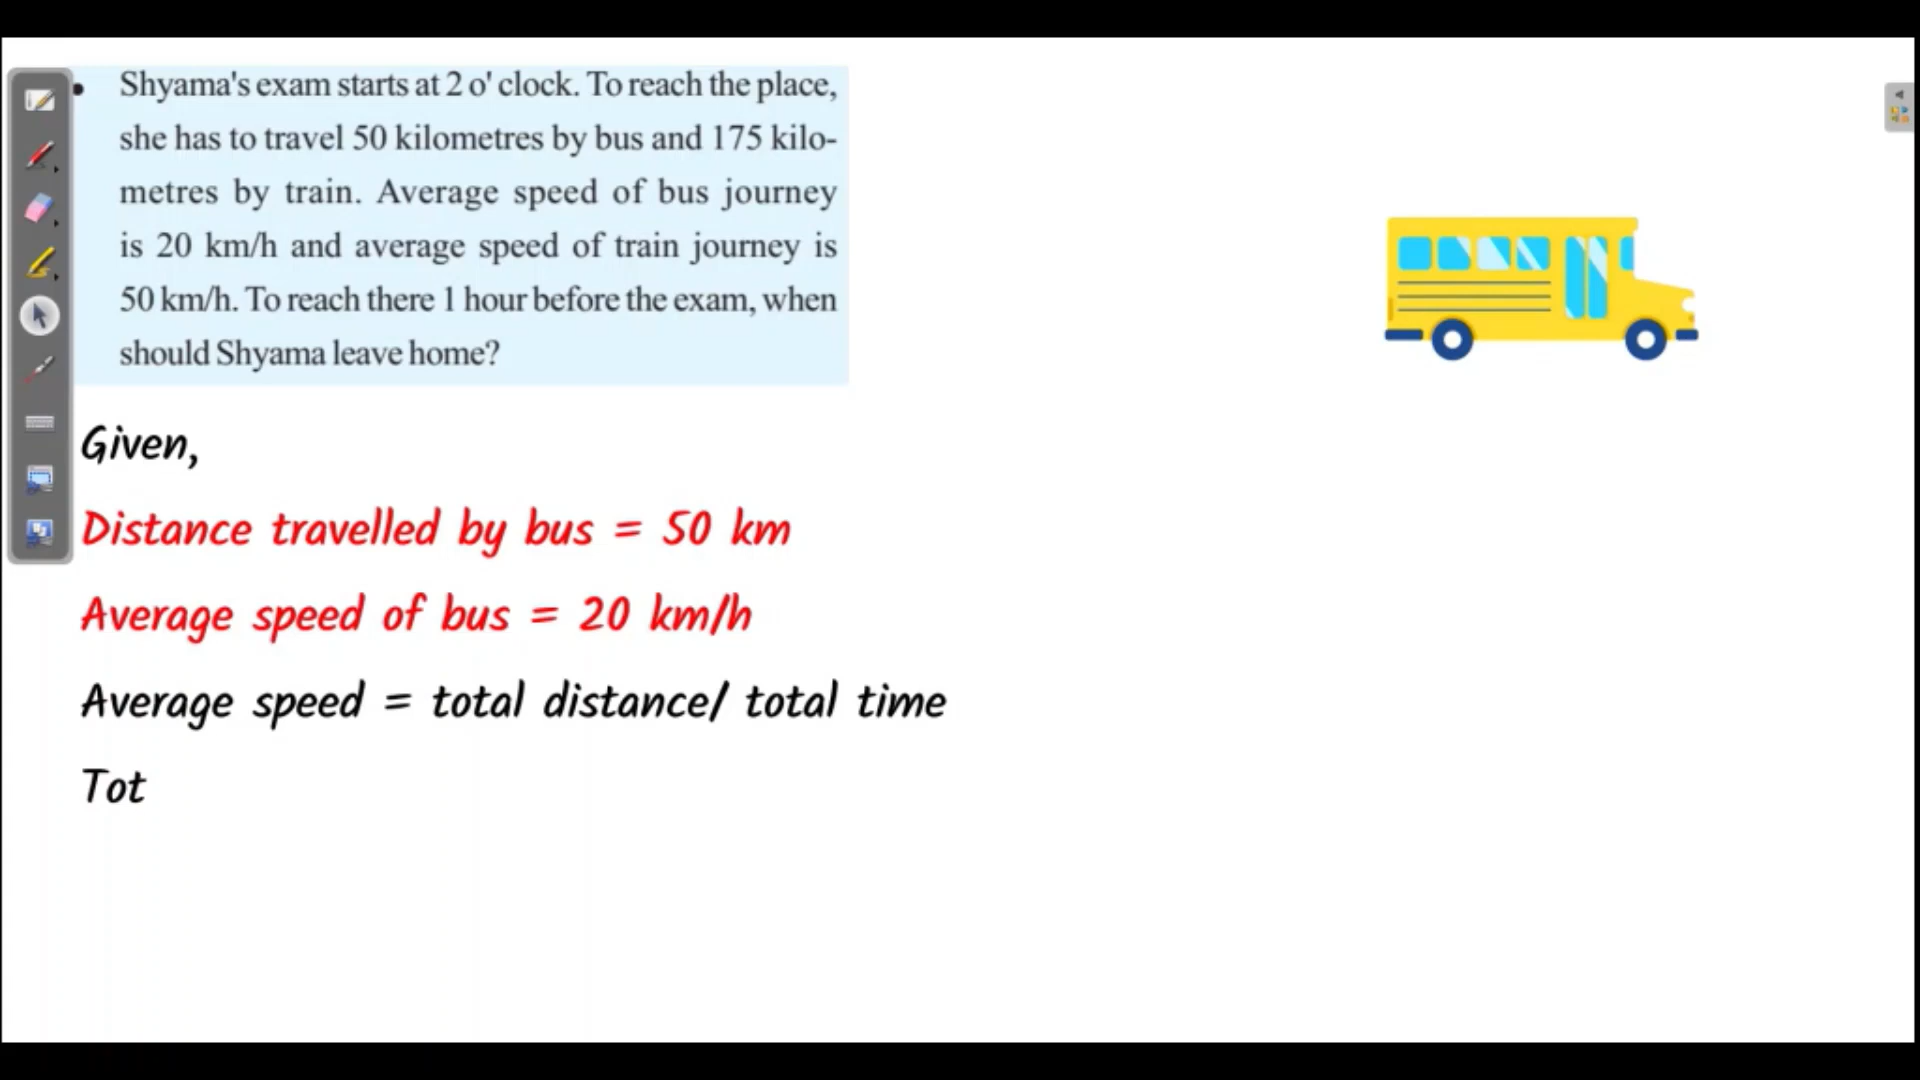 Shyama's exam starts at 2 o' clock. To reach the place,
she has to travel 50 kilometres by bus and 175 kilo-
metres by train. Average speed of bus journey
is 20 km/h and average speed of train journey is
50 km/h. To reach there 1 hour before the exam, when
should Shyama leave home?
Given,
Distance travelled by bus = 50 km
Average speed of bus = 20 km/h
Average speed = total distance/ total time
Tot